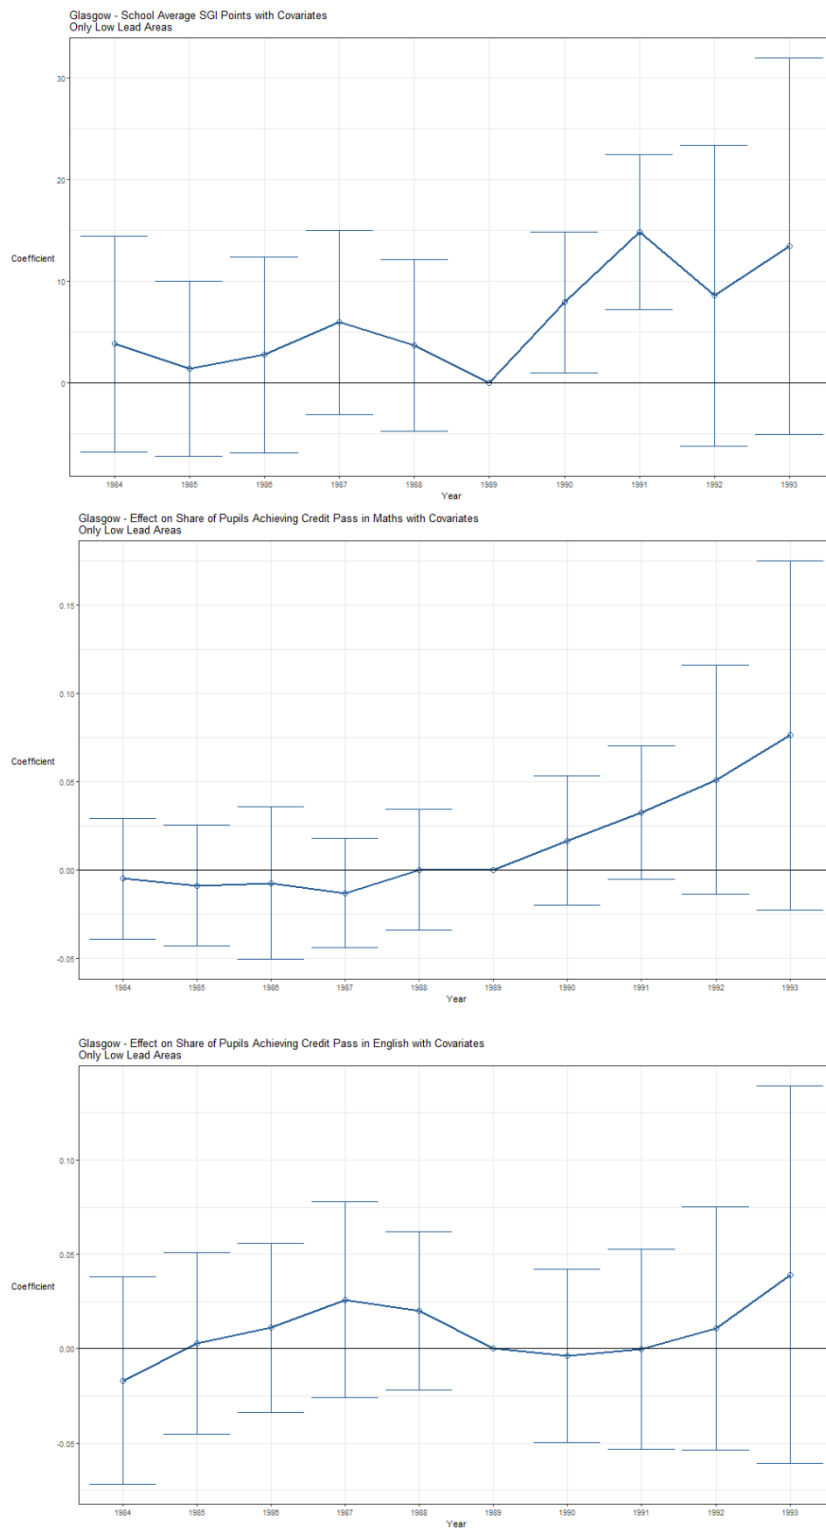 Glasgow - School Average SGI Points with Covariates
Only Low Lead Areas
30
20
Coefficient
10
0
1984 1985 1986 1987 1988 1989 1990 1991 1992 1993
Year
Glasgow - Effect on Share of Pupils Achieving Credit Pass in Maths with Covariates
Only Low Lead Areas
0.15
0.10
Coefficient
0.05
0.00
-0.05
1984 1985 1986 1987 1988 1989 1990 1991 1992 1993
Year
Glasgow - Effect on Share of Pupils Achieving Credit Pass in English with Covariates
Only Low Lead Areas
0.10
0.05
Coefficient
0.00
-0.05
1984 1985 1986 1987 1988 1989 1990 1991 1992 1993
Year